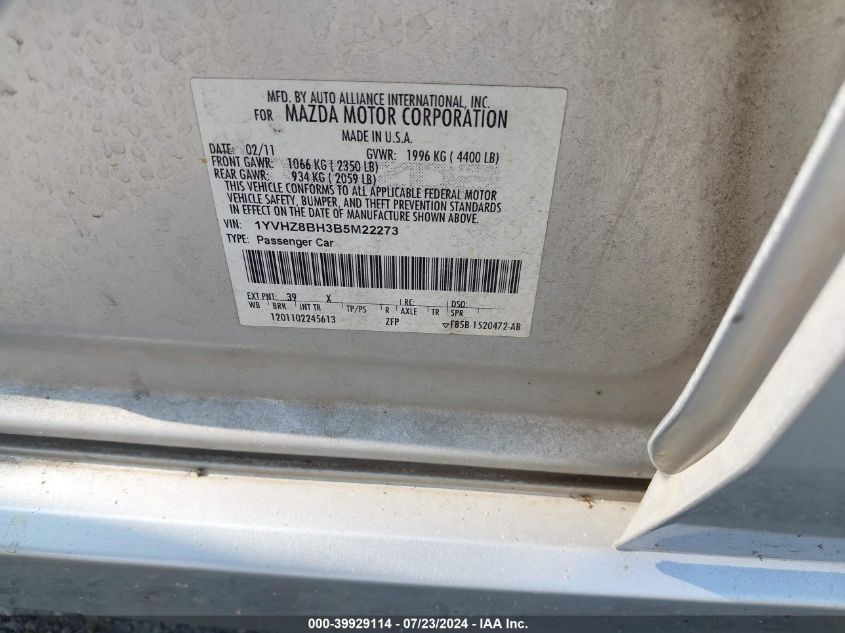 MFD. BY AUTO ALLIANCE INTERNATIONAL, INC.
FOR MAZDA MOTOR CORPORATION
MADE IN U.S.A.
DATE: 02/11 GVWR: 1996 KG ( 4400 LB)
FRONT GAWR: 1066 KG ( 2350 LB)
REAR GAWR: 934 KG ( 2059 LB)
THIS VEHICLE CONFORMS TO ALL APPLICABLE FEDERAL MOTOR
VEHICLE SAFETY, BUMPER, AND THEFT PREVENTION STANDARDS
IN EFFECT ON THE DATE OF MANUFACTURE SHOWN ABOVE.
VIN: 1YVHZ8BH3B5M22273
TYPE: Passenger Car
EXT PNT: 39 X RC: DSO:
WB BRK INT TR TP/PS R AXLE TR SPR
1201102245613 ZFP ▽FB5B 1520472-AB
000-39929114 - 07/23/2024 - IAA Inc.